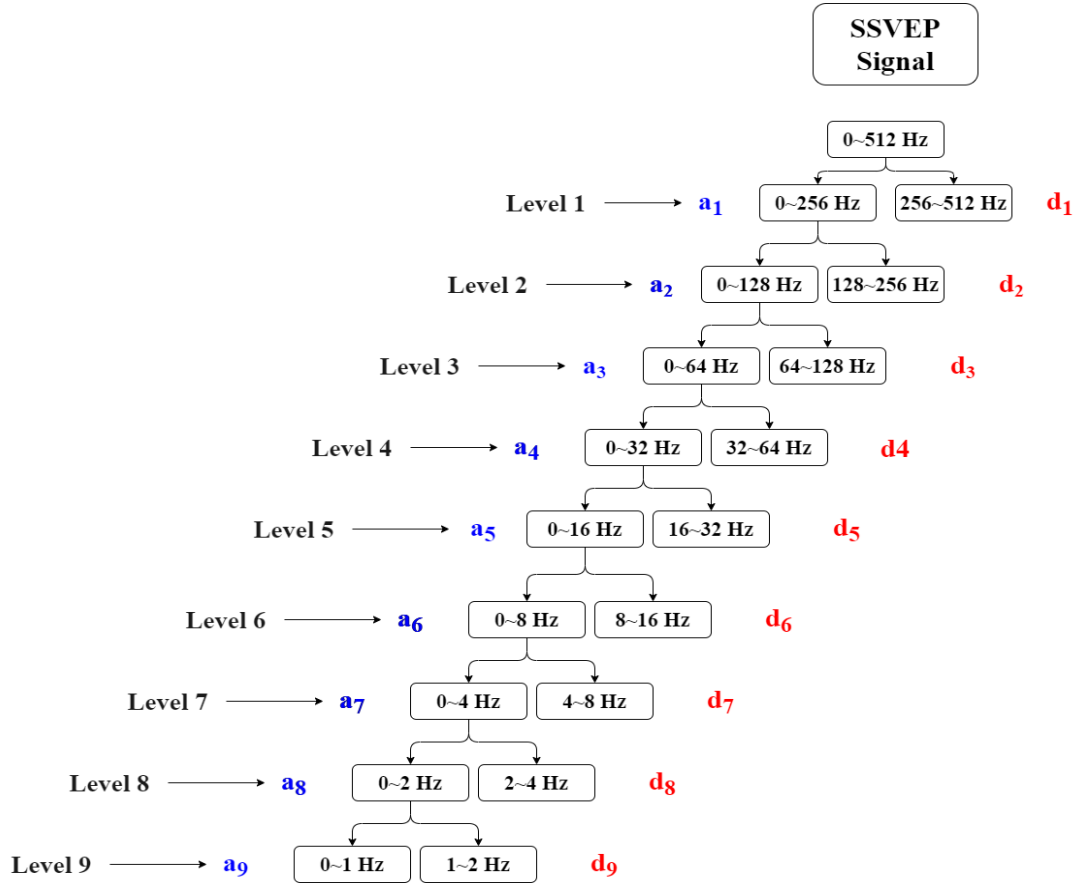 SSVEP
Signal
0~512 Hz
Level 1 a₁ 0~256 Hz 256~512 Hz d₁
Level 2 a₂ 0~128 Hz 128~256 Hz d₂
Level 3 a₃ 0~64 Hz 64~128 Hz d₃
Level 4 a₄ 0~32 Hz 32~64 Hz d4
Level 5 a₅ 0~16 Hz 16~32 Hz d₅
Level 6 a₆ 0~8 Hz 8~16 Hz d₆
Level 7 a₇ 0~4 Hz 4~8 Hz d₇
Level 8 a₈ 0~2 Hz 2~4 Hz d₈
Level 9 a₉ 0~1 Hz 1~2 Hz d₉